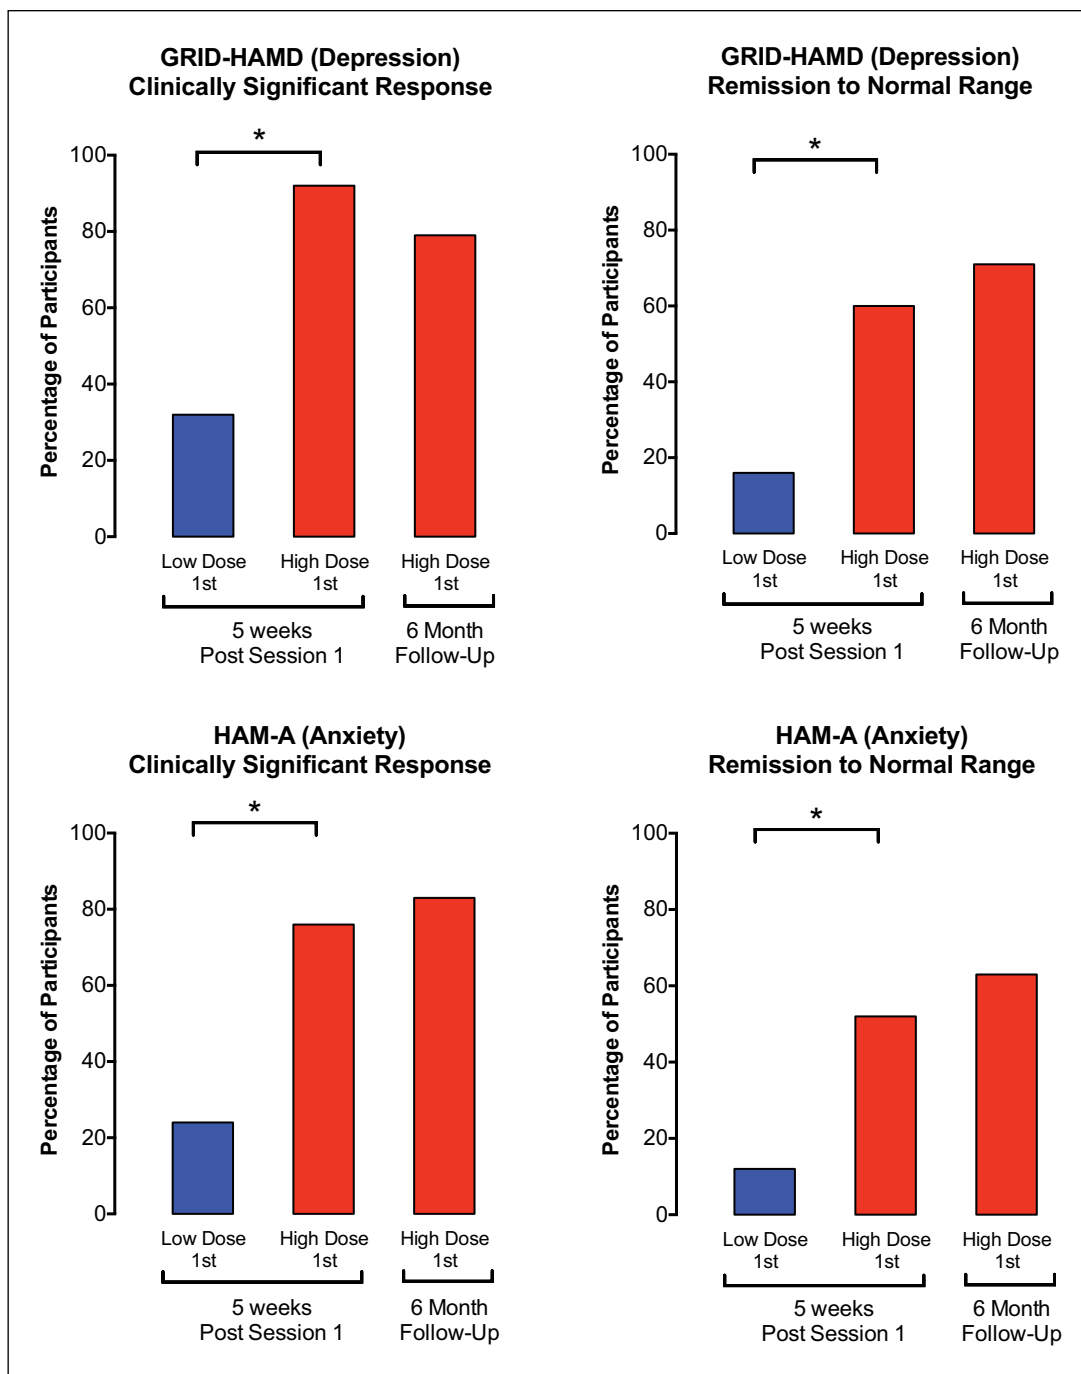 GRID-HAMD (Depression)
Clinically Significant Response
*
Percentage of Participants
100
80
60
40
20
0
Low Dose
1st
High Dose
1st
High Dose
1st
5 weeks
Post Session 1
6 Month
Follow-Up
GRID-HAMD (Depression)
Remission to Normal Range
*
Percentage of Participants
100
80
60
40
20
0
Low Dose
1st
High Dose
1st
High Dose
1st
5 weeks
Post Session 1
6 Month
Follow-Up
HAM-A (Anxiety)
Clinically Significant Response
*
Percentage of Participants
100
80
60
40
20
0
Low Dose
1st
High Dose
1st
High Dose
1st
5 weeks
Post Session 1
6 Month
Follow-Up
HAM-A (Anxiety)
Remission to Normal Range
*
Percentage of Participants
100
80
60
40
20
0
Low Dose
1st
High Dose
1st
High Dose
1st
5 weeks
Post Session 1
6 Month
Follow-Up